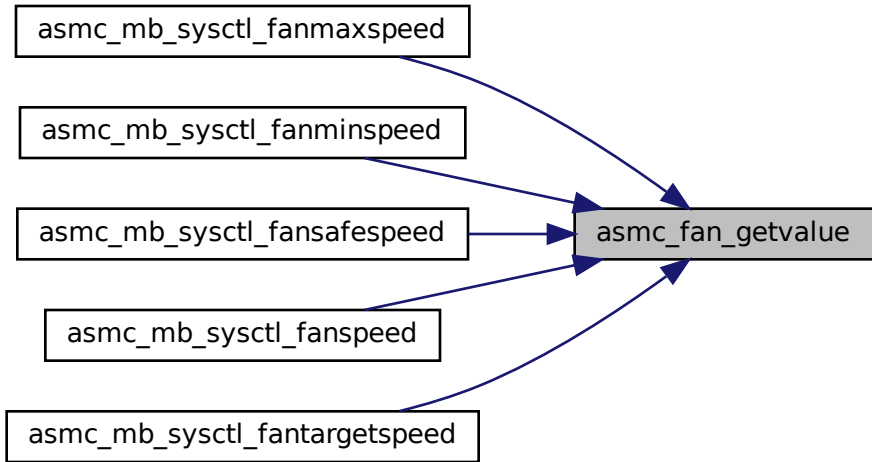 asmc_mb_sysctl_fanmaxspeed
asmc_mb_sysctl_fanminspeed
asmc_mb_sysctl_fansafespeed
asmc_fan_getvalue
asmc_mb_sysctl_fanspeed
asmc_mb_sysctl_fantargetspeed